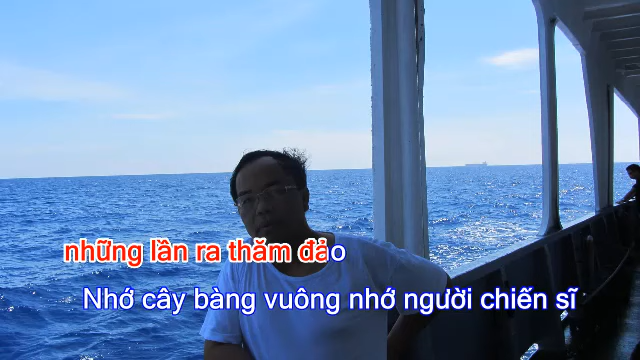 những lần ra thăm đảo
Nhớ cây bàng vuông nhớ người chiến sĩ